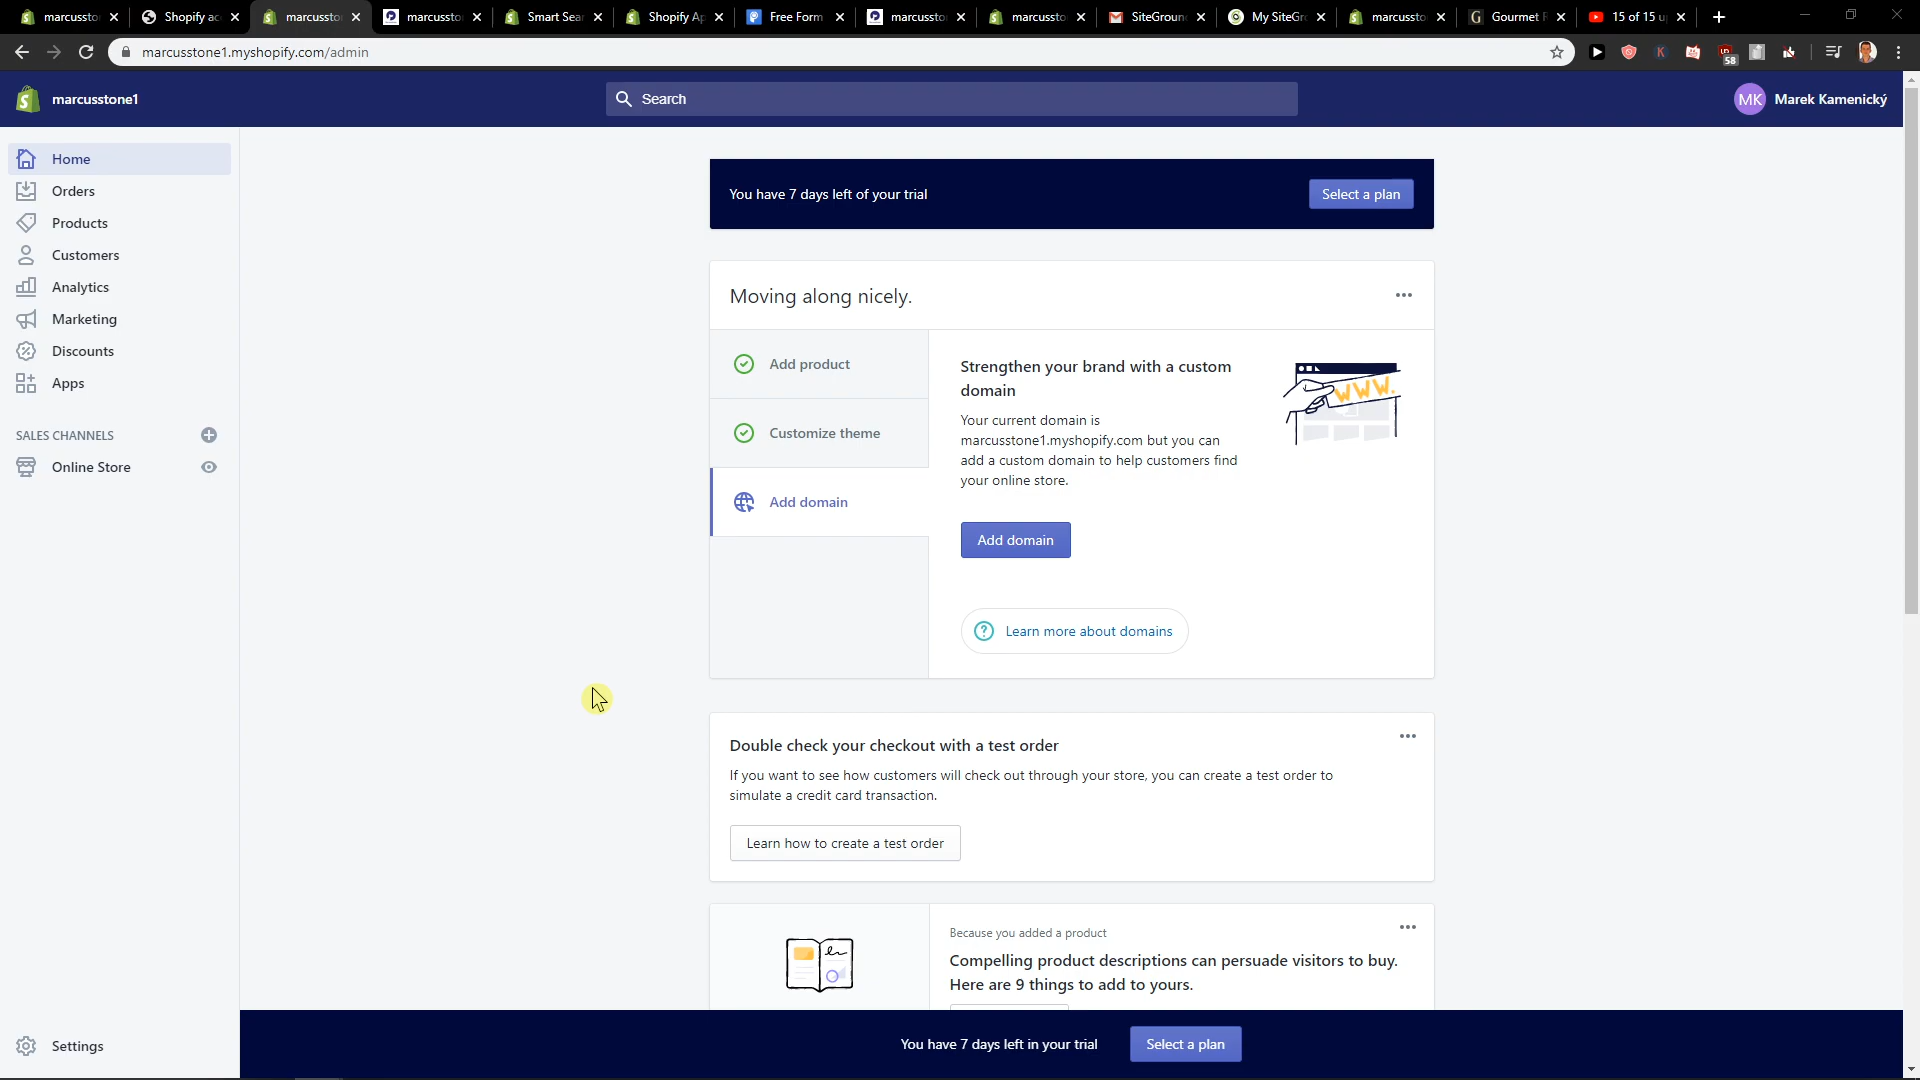 marcussto
Shopify ac
marcussto
marcussto
Smart Sea
Shopify Ap
Free Form
marcussto
marcussto
SiteGroun
My SiteGr
marcussto
Gourmet F
15 of 15 u
marcusstone1.myshopify.com/admin
58
marcusstone1
Search
MK
Marek Kamenický
Home
Orders
Products
Customers
Analytics
Marketing
Discounts
Apps
SALES CHANNELS
Online Store
Settings
You have 7 days left of your trial
Select a plan
Moving along nicely.
Add product
Customize theme
Add domain
Strengthen your brand with a custom
domain
Your current domain is
marcusstone1.myshopify.com but you can
add a custom domain to help customers find
your online store.
www.
Add domain
Learn more about domains
Double check your checkout with a test order
If you want to see how customers will check out through your store, you can create a test order to
simulate a credit card transaction.
Learn how to create a test order
Because you added a product
Compelling product descriptions can persuade visitors to buy.
Here are 9 things to add to yours.
You have 7 days left in your trial
Select a plan